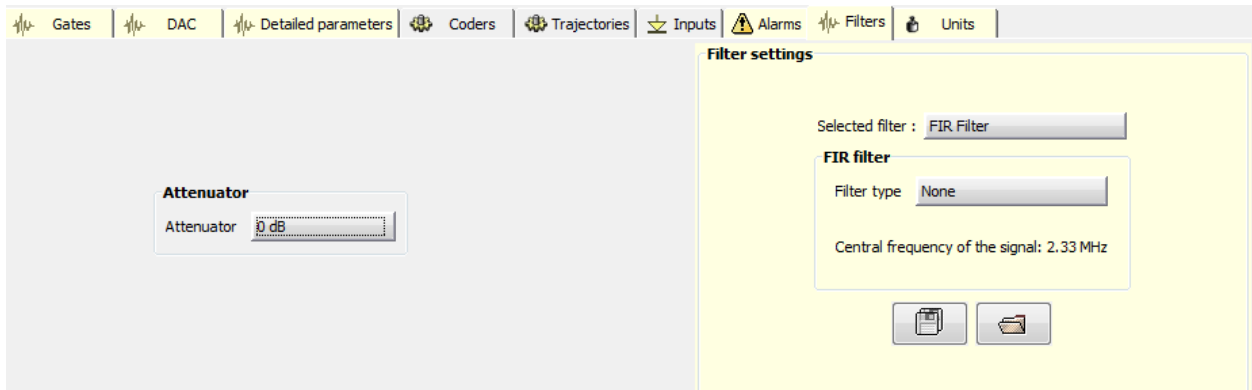 Gates DAC Detailed parameters Coders Trajectories Inputs Alarms Filters Units
Filter settings
Selected filter : FIR Filter
FIR filter
Filter type None
Central frequency of the signal: 2.33 MHz
Attenuator
Attenuator 0 dB